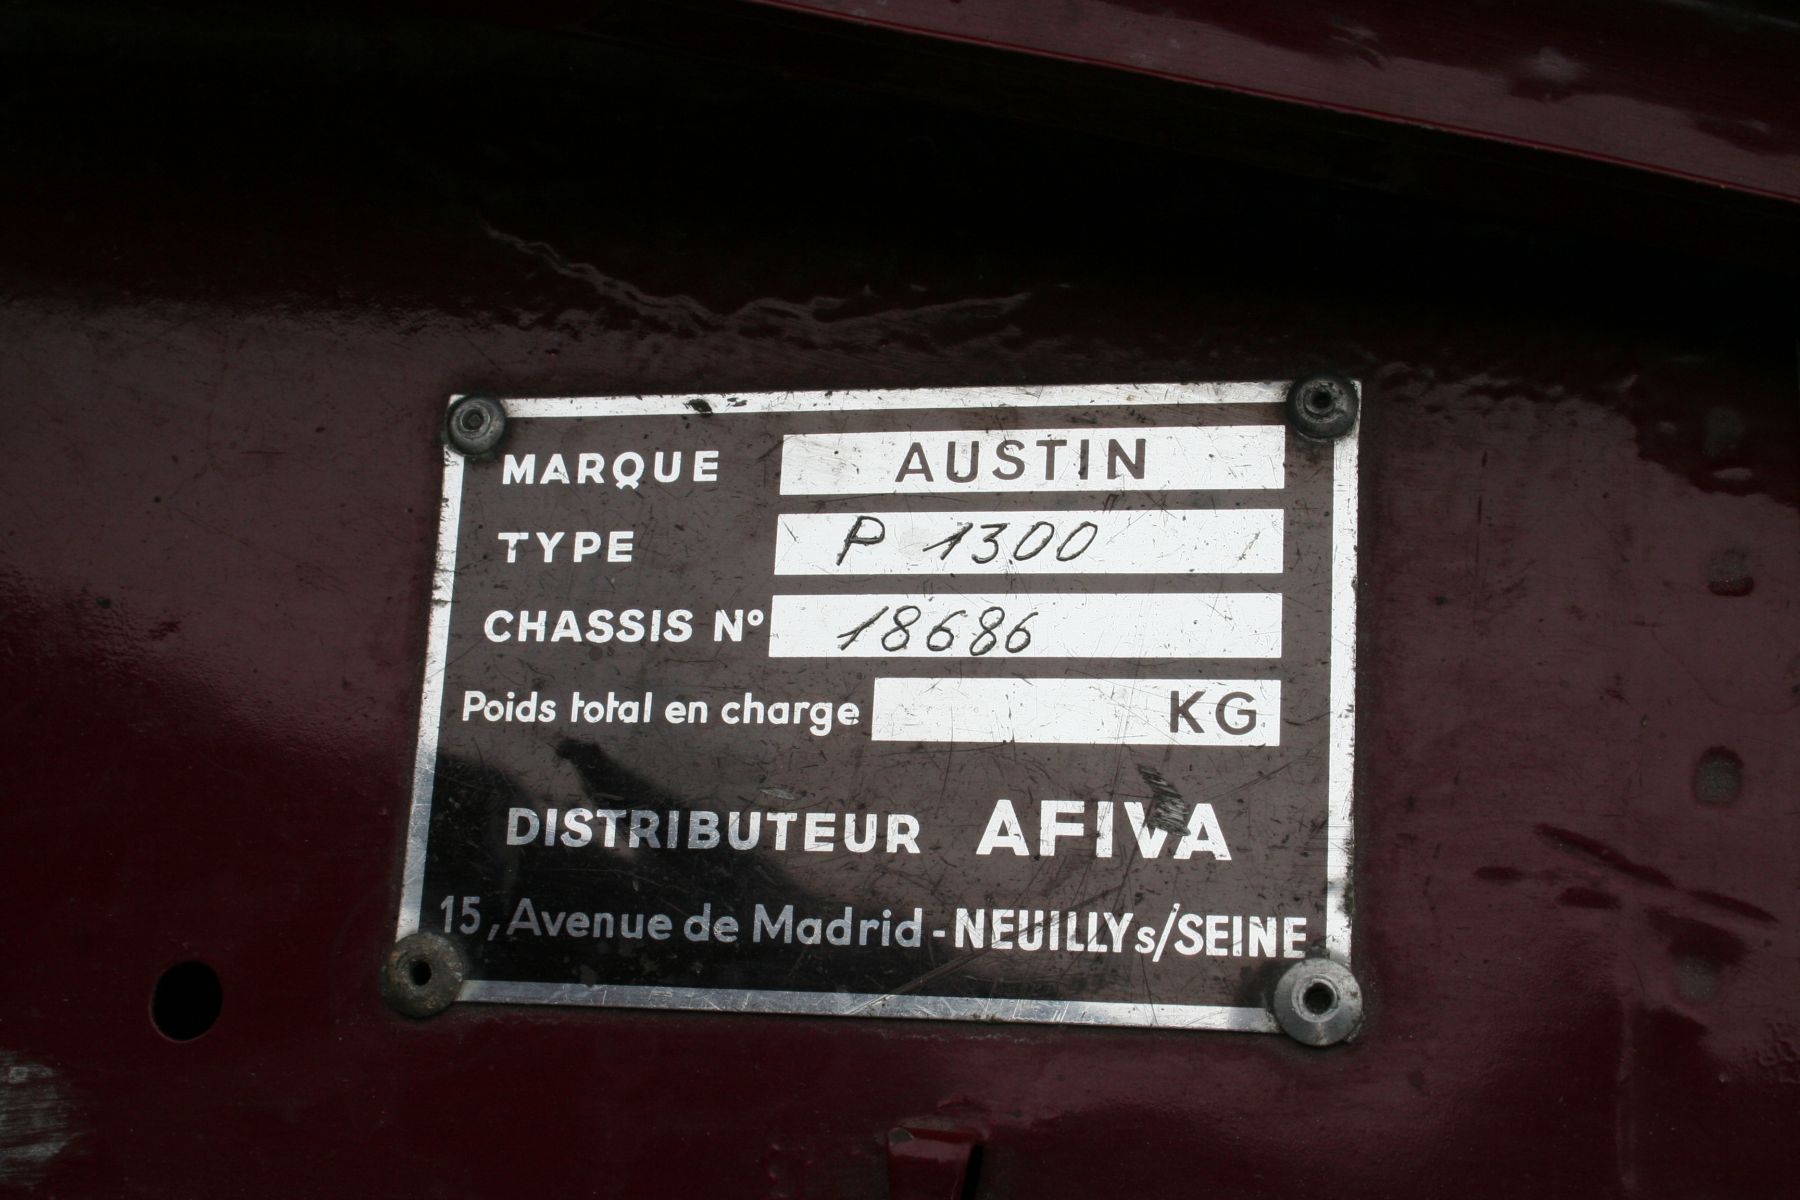 MARQUE AUSTIN
TYPE P 1300
CHASSIS Nº 18686
Poids total en charge KG
DISTRIBUTEUR AFIVA
15, Avenue de Madrid - NEUILLY s/SEINE